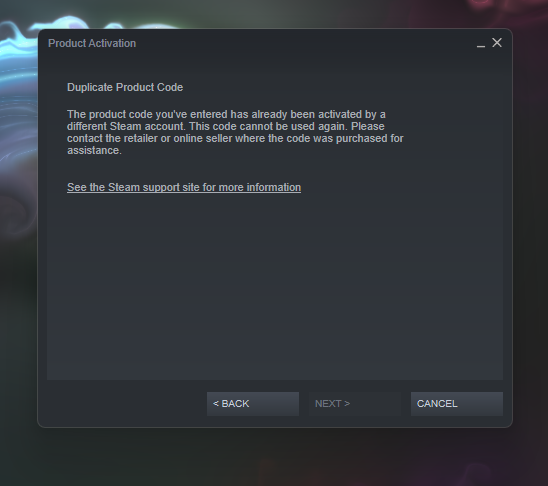 Product Activation
Duplicate Product Code
The product code you've entered has already been activated by a
different Steam account. This code cannot be used again. Please
contact the retailer or online seller where the code was purchased for
assistance.
See the Steam support site for more information
< BACK
NEXT >
CANCEL